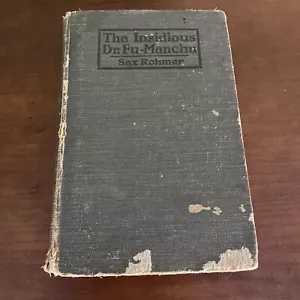 The Insidious
Dr. Fu-Manchu
Sax Rohmer